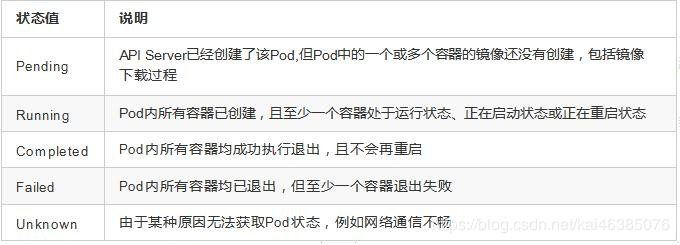 状态值 说明
Pending API Server已经创建了该Pod,但Pod中的一个或多个容器的镜像还没有创建，包括镜像
下载过程
Running Pod内所有容器已创建，且至少一个容器处于运行状态、正在启动状态或正在重启状态
Completed Pod内所有容器均成功执行退出，且不会再重启
Failed Pod内所有容器均已退出，但至少一个容器退出失败
Unknown 由于某种原因无法获取Pod状态，例如网络通信不畅
https://blog.csdn.net/kai46385076